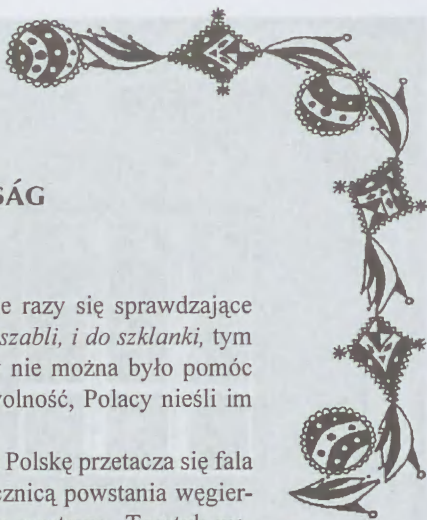 SÁG
e razy się sprawdzające
szabli, i do szklanki, tym
nie można było pomóc
volność, Polacy nieśli im
Polskę przetacza się fala
cznicą powstania węgier-